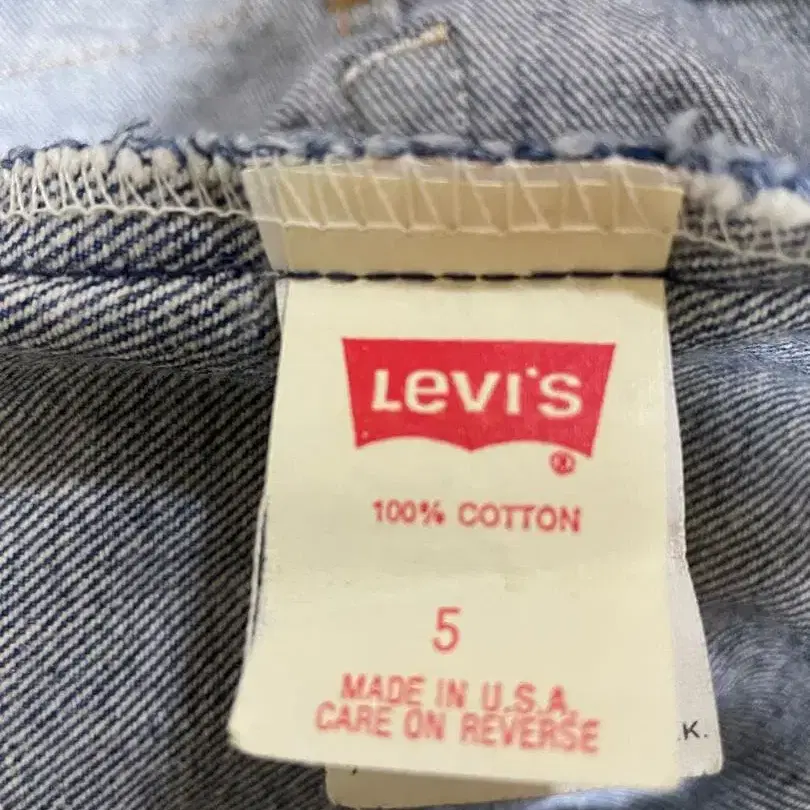 LEVI'S
®
100% COTTON
5
MADE IN U.S.A.
CARE ON REVERSE
K.